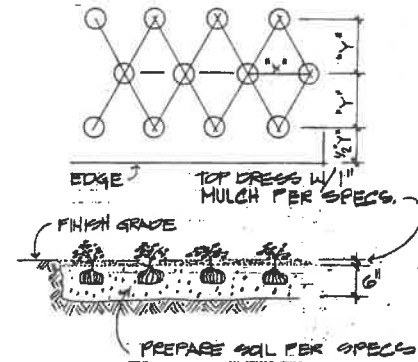 "X"
"Y"
"Y"
½"Y"
EDGE
TOP DRESS W/ 1"
MULCH PER SPECS
FINISH GRADE
6"
PREPARE SOIL PER SPECS